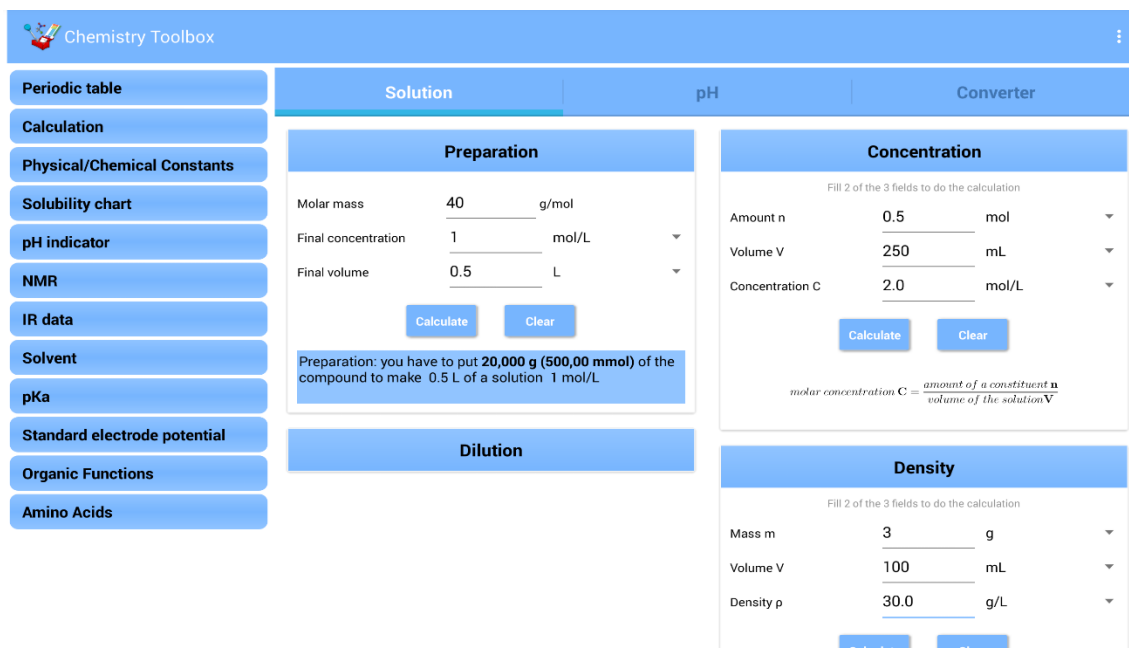 Chemistry Toolbox
Periodic table
Calculation
Physical/Chemical Constants
Solubility chart
pH indicator
NMR
IR data
Solvent
pKa
Standard electrode potential
Organic Functions
Amino Acids
Solution
pH
Converter
Preparation
Molar mass 40 g/mol
Final concentration 1 mol/L
Final volume 0.5 L
Calculate Clear
Preparation: you have to put 20,000 g (500,00 mmol) of the
compound to make 0.5 L of a solution 1 mol/L
Dilution
Concentration
Fill 2 of the 3 fields to do the calculation
Amount n 0.5 mol
Volume V 250 mL
Concentration C 2.0 mol/L
Calculate Clear
molar concentration C = amount of a constituent n
volume of the solution V
Density
Fill 2 of the 3 fields to do the calculation
Mass m 3 g
Volume V 100 mL
Density ρ 30.0 g/L